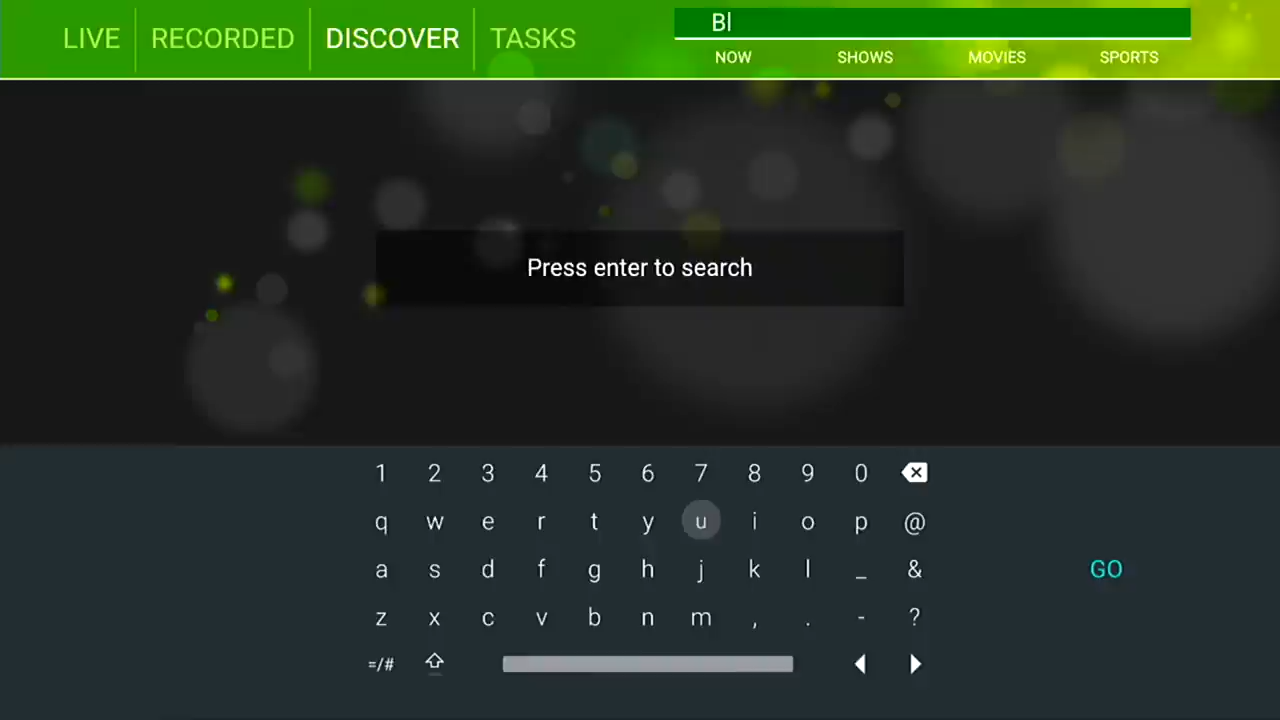 LIVE RECORDED DISCOVER TASKS
Bl
NOW SHOWS MOVIES SPORTS
Press enter to search
1 2 3 4 5 6 7 8 9 0
q w e r t y u i o p @
a s d f g h j k l _ &
GO
z x c v b n m , . - ?
=/#